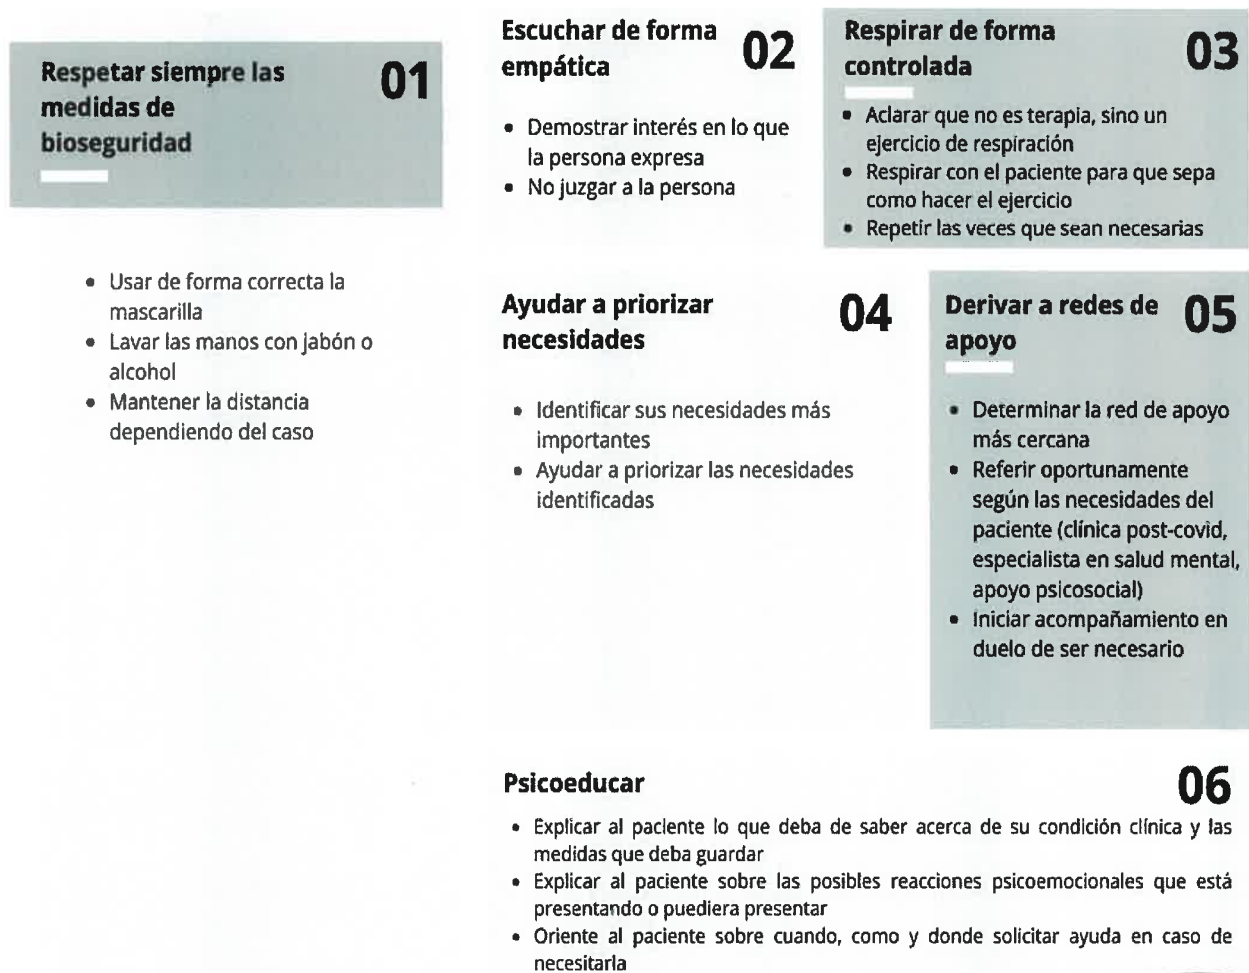 Respetar siempre las
medidas de
bioseguridad
01
• Usar de forma correcta la
mascarilla
• Lavar las manos con jabón o
alcohol
• Mantener la distancia
dependiendo del caso
Escuchar de forma
empática
02
• Demostrar interés en lo que
la persona expresa
• No juzgar a la persona
Respirar de forma
controlada
03
• Aclarar que no es terapia, sino un
ejercicio de respiración
• Respirar con el paciente para que sepa
como hacer el ejercicio
• Repetir las veces que sean necesarias
Ayudar a priorizar
necesidades
04
• Identificar sus necesidades más
importantes
• Ayudar a priorizar las necesidades
identificadas
Derivar a redes de
apoyo
05
• Determinar la red de apoyo
más cercana
• Referir oportunamente
según las necesidades del
paciente (clínica post-covid,
especialista en salud mental,
apoyo psicosocial)
• Iniciar acompañamiento en
duelo de ser necesario
Psicoeducar
06
• Explicar al paciente lo que deba de saber acerca de su condición clínica y las
medidas que deba guardar
• Explicar al paciente sobre las posibles reacciones psicoemocionales que está
presentando o puediera presentar
• Oriente al paciente sobre cuando, como y donde solicitar ayuda en caso de
necesitarla